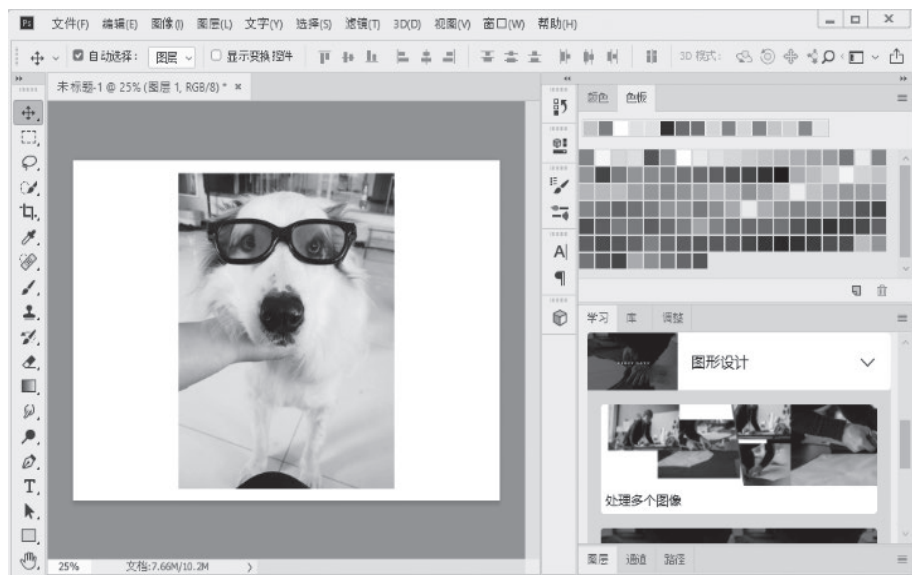 Ps 文件(F) 编辑(E) 图像(I) 图层(L) 文字(Y) 选择(S) 滤镜(T) 3D(D) 视图(V) 窗口(W) 帮助(H)
自动选择： 图层 显示变换控件 3D 模式：
未标题-1 @ 25% (图层 1, RGB/8) * ×
颜色 色板
学习 库 调整
图形设计
处理多个图像
25% 文档:7.66M/10.2M
图层 通道 路径